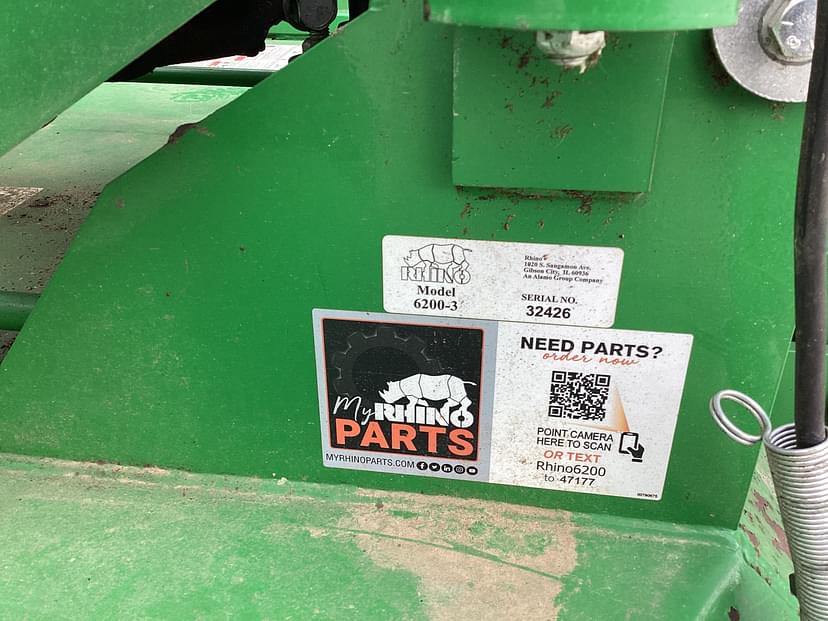 RHINO
Model
6200-3
Rhino
1020 S. Sangamon Ave.
Gibson City, IL 60936
An Alamo Group Company
SERIAL NO.
32426
My
RHINO
PARTS
MYRHINOPARTS.COM
NEED PARTS?
order now
POINT CAMERA
HERE TO SCAN
OR TEXT
Rhino6200
to 47177